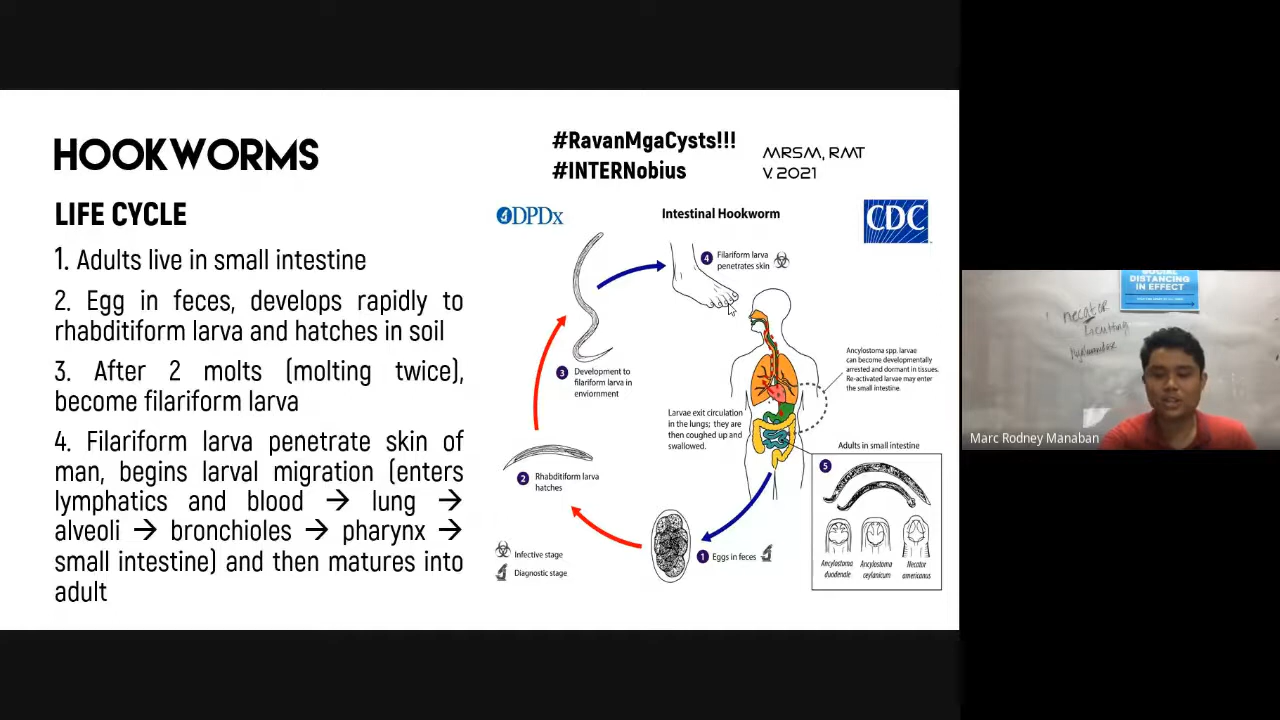 HOOKWORMS
LIFE CYCLE
1. Adults live in small intestine
2. Egg in feces, develops rapidly to
rhabditiform larva and hatches in soil
3. After 2 molts (molting twice),
become filariform larva
4. Filariform larva penetrate skin of
man, begins larval migration (enters
lymphatics and blood → lung →
alveoli → bronchioles → pharynx →
small intestine) and then matures into
adult
#RavanMgaCysts!!!
#INTERNobius
MRSM, RMT
V. 2021
DPDx
Intestinal Hookworm
CDC
4 Filariform larva
penetrates skin
3 Development to
filariform larva in
enviornment
Ancylostoma spp. larvae
can become developmentally
arrested and dormant in tissues.
Re-activated larvae may enter
the small intestine.
Larvae exit circulation
in the lungs; they are
then coughed up and
swallowed.
Adults in small intestine
5
Ancylostoma
duodenale
Ancylostoma
ceylanicum
Necator
americanus
2 Rhabditiform larva
hatches
1 Eggs in feces
Infective stage
Diagnostic stage
SOCIAL
DISTANCING
IN EFFECT
necator
Marc Rodney Manaban